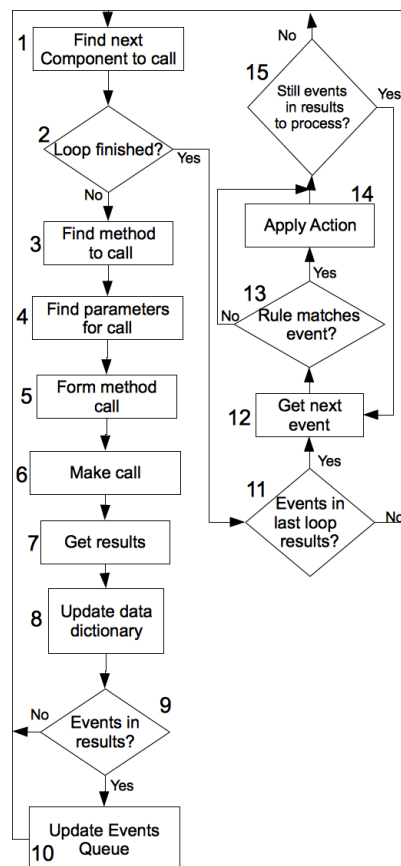 1
Find next
Component to call
2
Loop finished?
Yes
No
3
Find method
to call
4
Find parameters
for call
5
Form method
call
6
Make call
7
Get results
8
Update data
dictionary
9
No
Events in
results?
Yes
10
Update Events
Queue
No
15
Still events
in results
to process?
Yes
14
Apply Action
Yes
13
No
Rule matches
event?
12
Get next
event
Yes
11
Events in
last loop
results?
No